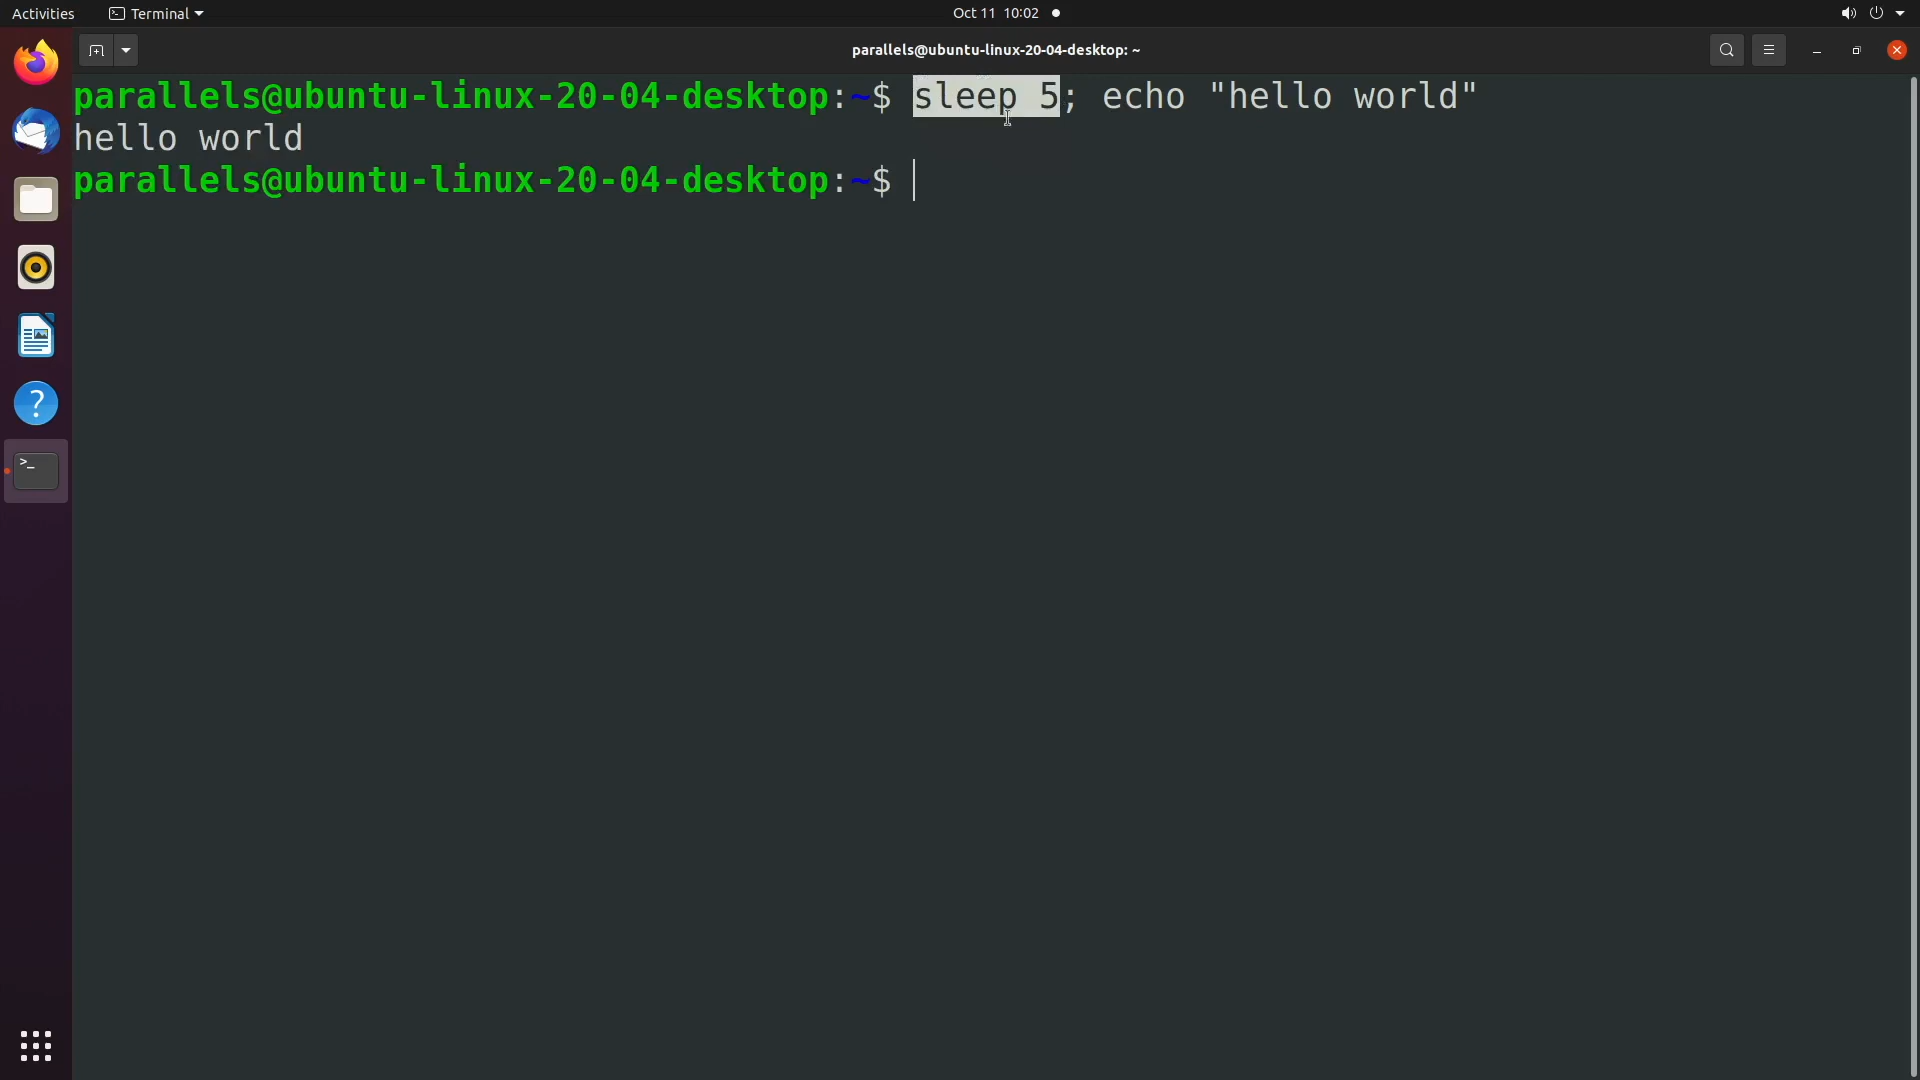 Activities Terminal Oct 11 10:02
parallels@ubuntu-linux-20-04-desktop: ~
parallels@ubuntu-linux-20-04-desktop:~$ sleep 5; echo "hello world"
hello world
parallels@ubuntu-linux-20-04-desktop:~$